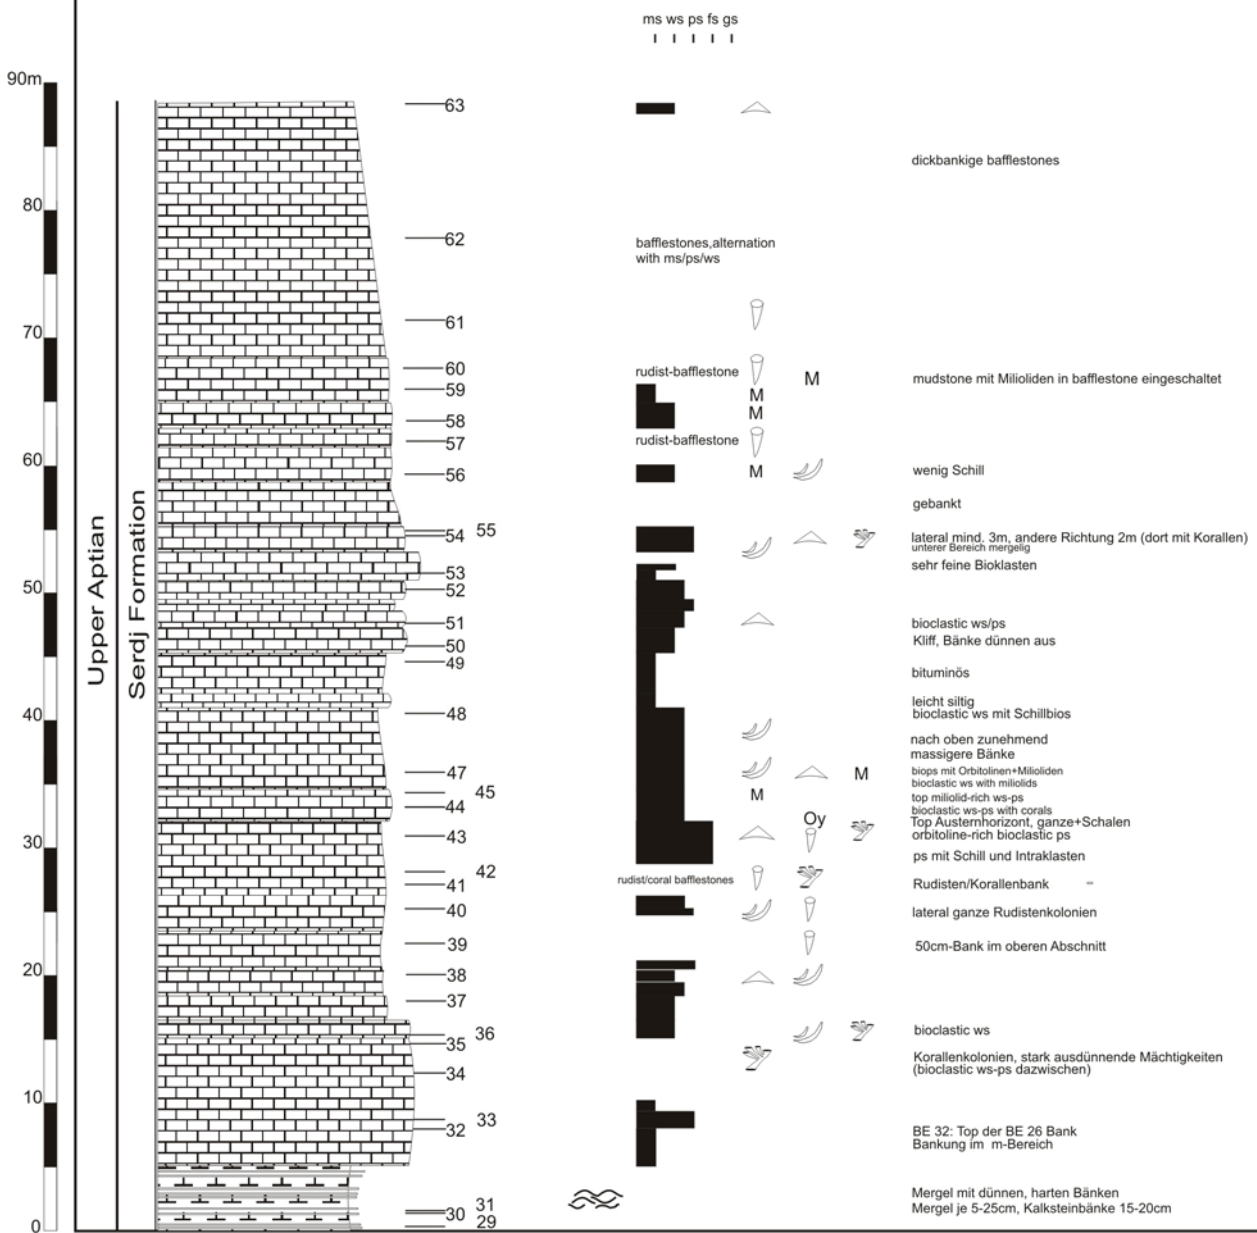 ms ws ps fs gs
90m
63
dickbankige bafflestones
80
62
bafflestones,alternation
with ms/ps/ws
70
61
60
rudist-bafflestone
M
mudstone mit Milioliden in bafflestone eingeschaltet
59
M
M
58
57
rudist-bafflestone
60
56
M
wenig Schill
gebankt
54
55
lateral mind. 3m, andere Richtung 2m (dort mit Korallen)
unterer Bereich mergelig
53
sehr feine Bioklasten
50
52
51
bioclastic ws/ps
50
Kliff, Bänke dünnen aus
49
bituminös
leicht siltig
40
48
bioclastic ws mit Schillbios
nach oben zunehmend
massigere Bänke
47
M
biops mit Orbitolinen+Milioliden
bioclastic ws with miliolids
45
M
top miliolid-rich ws-ps
44
bioclastic ws-ps with corals
Oy
Top Austernhorizont, ganze+Schalen
43
orbitoline-rich bioclastic ps
30
ps mit Schill und Intraklasten
42
41
rudist/coral bafflestones
Rudisten/Korallenbank
40
lateral ganze Rudistenkolonien
39
50cm-Bank im oberen Abschnitt
20
38
37
36
bioclastic ws
35
Korallenkolonien, stark ausdünnende Mächtigkeiten
(bioclastic ws-ps dazwischen)
34
10
33
32
BE 32: Top der BE 26 Bank
Bankung im m-Bereich
Mergel mit dünnen, harten Bänken
31
Mergel je 5-25cm, Kalksteinbänke 15-20cm
30
29
0
Upper Aptian
Serdj Formation